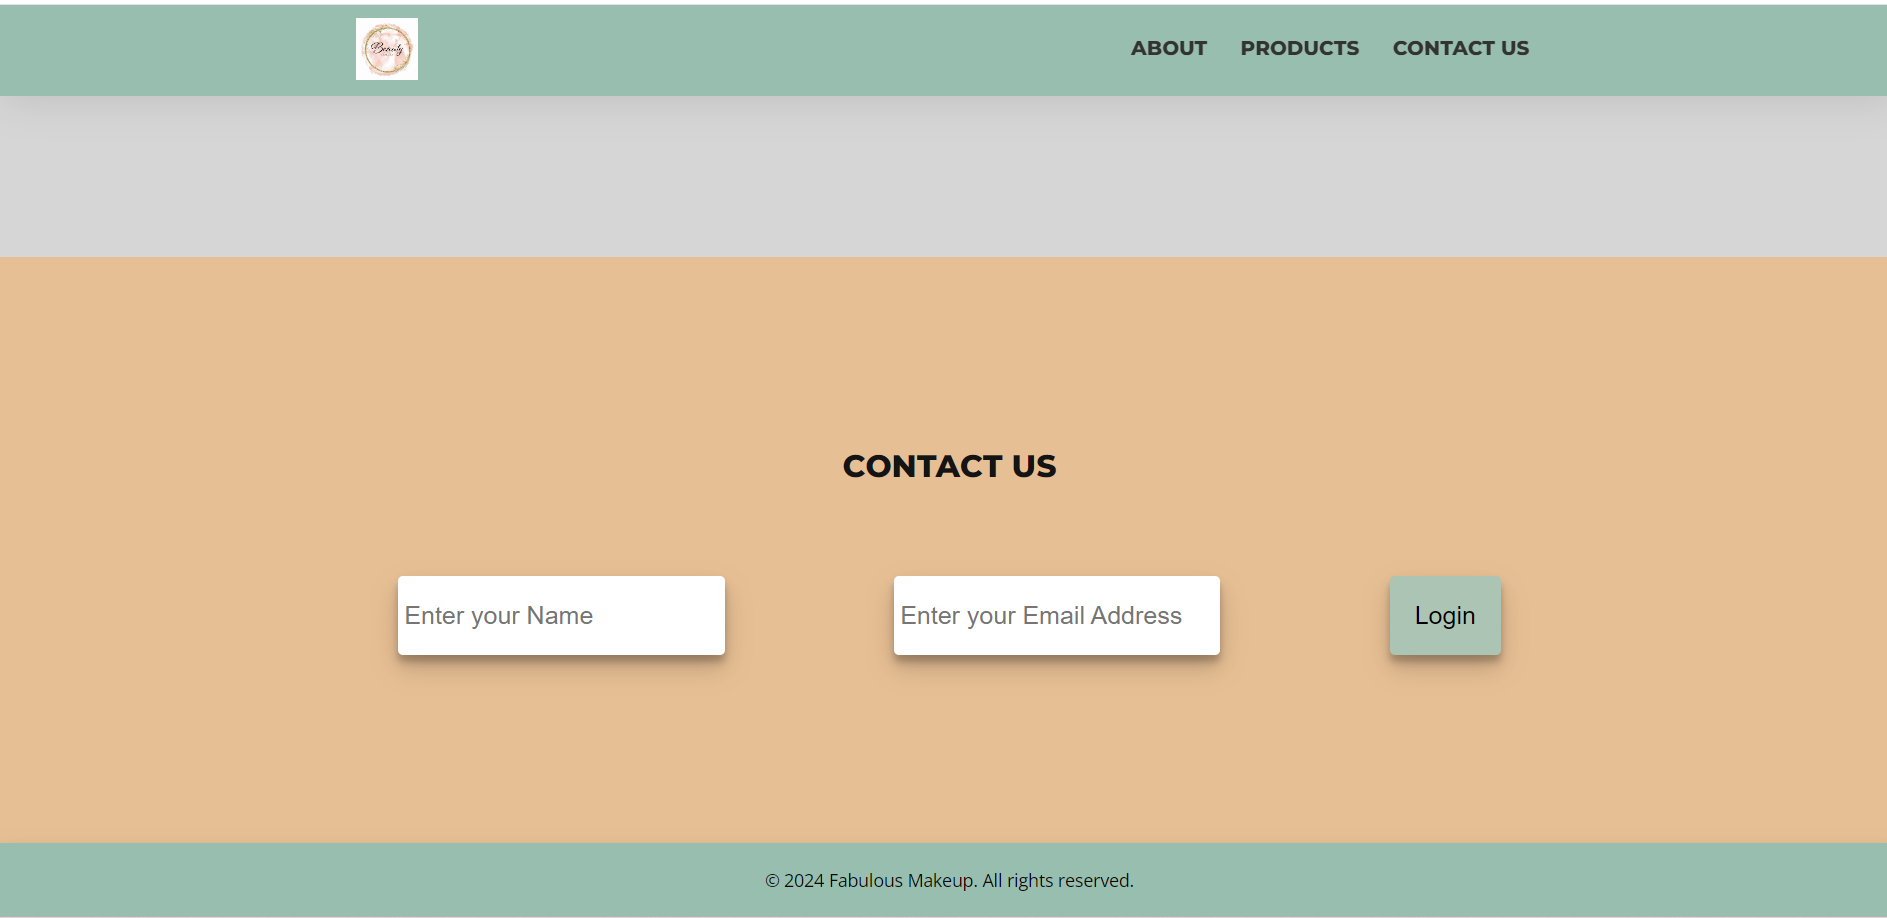 Beauty
ABOUT PRODUCTS CONTACT US
CONTACT US
Enter your Name
Enter your Email Address
Login
© 2024 Fabulous Makeup. All rights reserved.